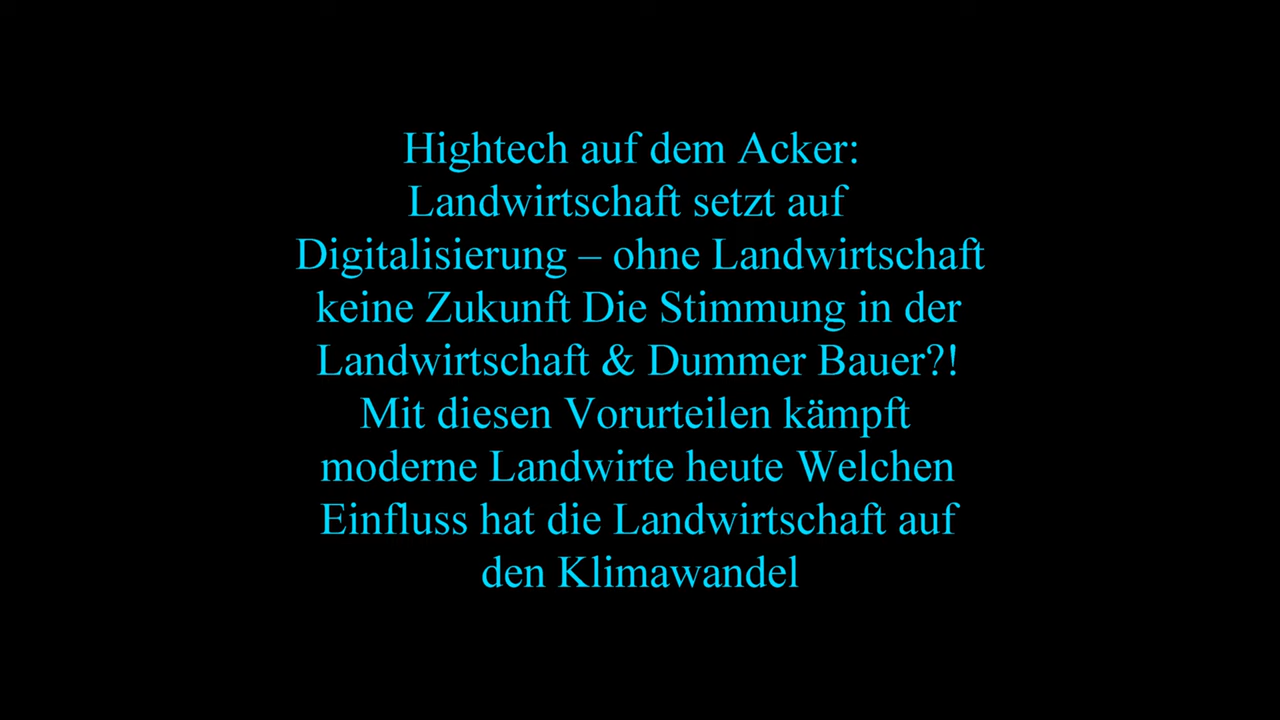 Hightech auf dem Acker:
Landwirtschaft setzt auf
Digitalisierung – ohne Landwirtschaft
keine Zukunft Die Stimmung in der
Landwirtschaft & Dummer Bauer?!
Mit diesen Vorurteilen kämpft
moderne Landwirte heute Welchen
Einfluss hat die Landwirtschaft auf
den Klimawandel